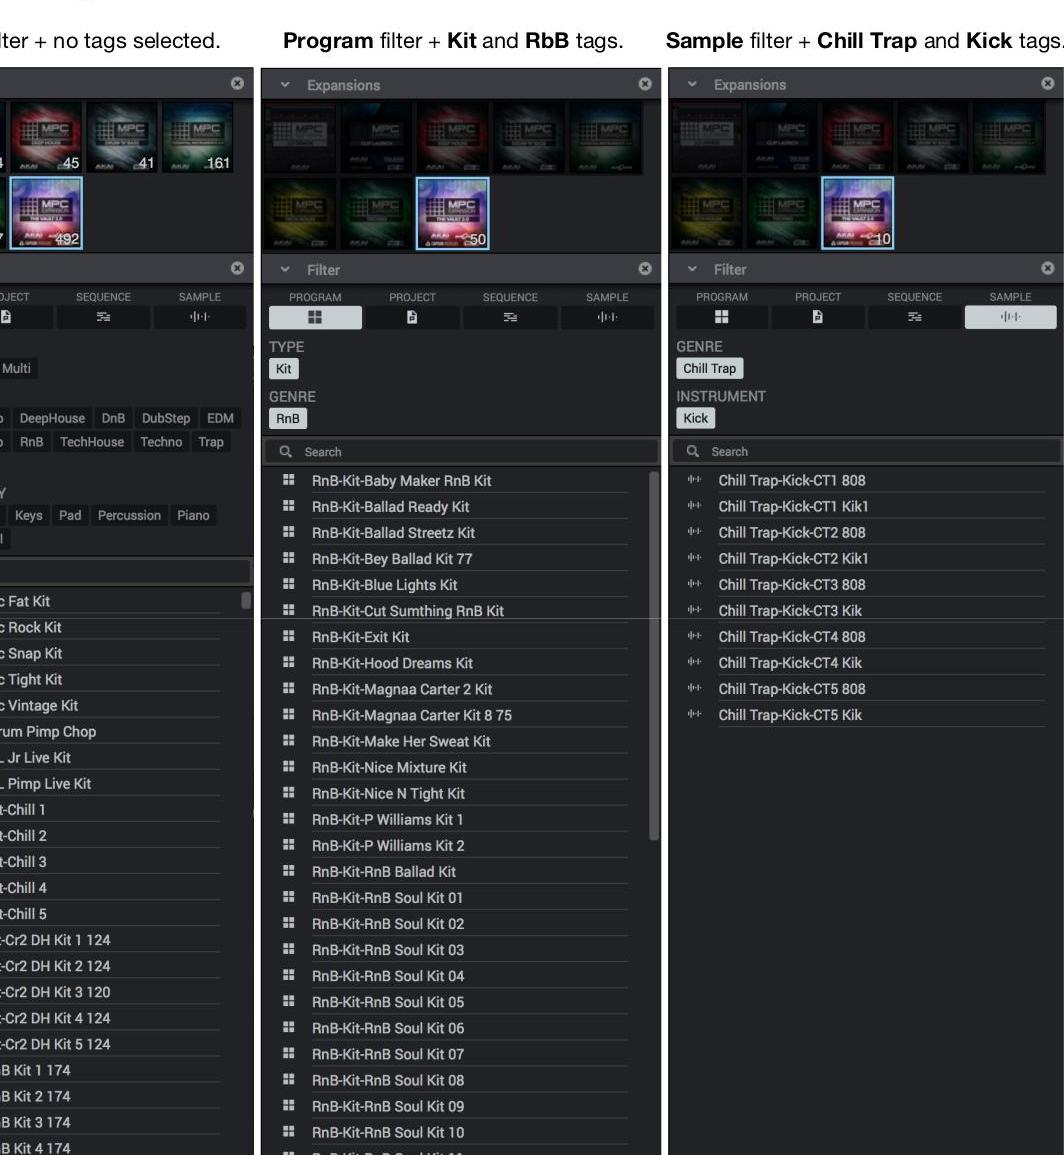 lter + no tags selected.
Program filter + Kit and RbB tags.
Sample filter + Chill Trap and Kick tags.
45
41
161
492
OJECT SEQUENCE SAMPLE
Multi
DeepHouse DnB DubStep EDM
RnB TechHouse Techno Trap
Y
Keys Pad Percussion Piano
c Fat Kit
c Rock Kit
c Snap Kit
c Tight Kit
c Vintage Kit
rum Pimp Chop
L Jr Live Kit
L Pimp Live Kit
t-Chill 1
t-Chill 2
t-Chill 3
t-Chill 4
t-Chill 5
t-Cr2 DH Kit 1 124
t-Cr2 DH Kit 2 124
t-Cr2 DH Kit 3 120
t-Cr2 DH Kit 4 124
t-Cr2 DH Kit 5 124
B Kit 1 174
B Kit 2 174
B Kit 3 174
B Kit 4 174
Expansions
MPC
THE VAULT 2.0
50
Filter
PROGRAM PROJECT SEQUENCE SAMPLE
TYPE
Kit
GENRE
RnB
Search
RnB-Kit-Baby Maker RnB Kit
RnB-Kit-Ballad Ready Kit
RnB-Kit-Ballad Streetz Kit
RnB-Kit-Bey Ballad Kit 77
RnB-Kit-Blue Lights Kit
RnB-Kit-Cut Sumthing RnB Kit
RnB-Kit-Exit Kit
RnB-Kit-Hood Dreams Kit
RnB-Kit-Magnaa Carter 2 Kit
RnB-Kit-Magnaa Carter Kit 8 75
RnB-Kit-Make Her Sweat Kit
RnB-Kit-Nice Mixture Kit
RnB-Kit-Nice N Tight Kit
RnB-Kit-P Williams Kit 1
RnB-Kit-P Williams Kit 2
RnB-Kit-RnB Ballad Kit
RnB-Kit-RnB Soul Kit 01
RnB-Kit-RnB Soul Kit 02
RnB-Kit-RnB Soul Kit 03
RnB-Kit-RnB Soul Kit 04
RnB-Kit-RnB Soul Kit 05
RnB-Kit-RnB Soul Kit 06
RnB-Kit-RnB Soul Kit 07
RnB-Kit-RnB Soul Kit 08
RnB-Kit-RnB Soul Kit 09
RnB-Kit-RnB Soul Kit 10
Expansions
MPC
THE VAULT 2.0
10
Filter
PROGRAM PROJECT SEQUENCE SAMPLE
GENRE
Chill Trap
INSTRUMENT
Kick
Search
Chill Trap-Kick-CT1 808
Chill Trap-Kick-CT1 Kik1
Chill Trap-Kick-CT2 808
Chill Trap-Kick-CT2 Kik1
Chill Trap-Kick-CT3 808
Chill Trap-Kick-CT3 Kik
Chill Trap-Kick-CT4 808
Chill Trap-Kick-CT4 Kik
Chill Trap-Kick-CT5 808
Chill Trap-Kick-CT5 Kik